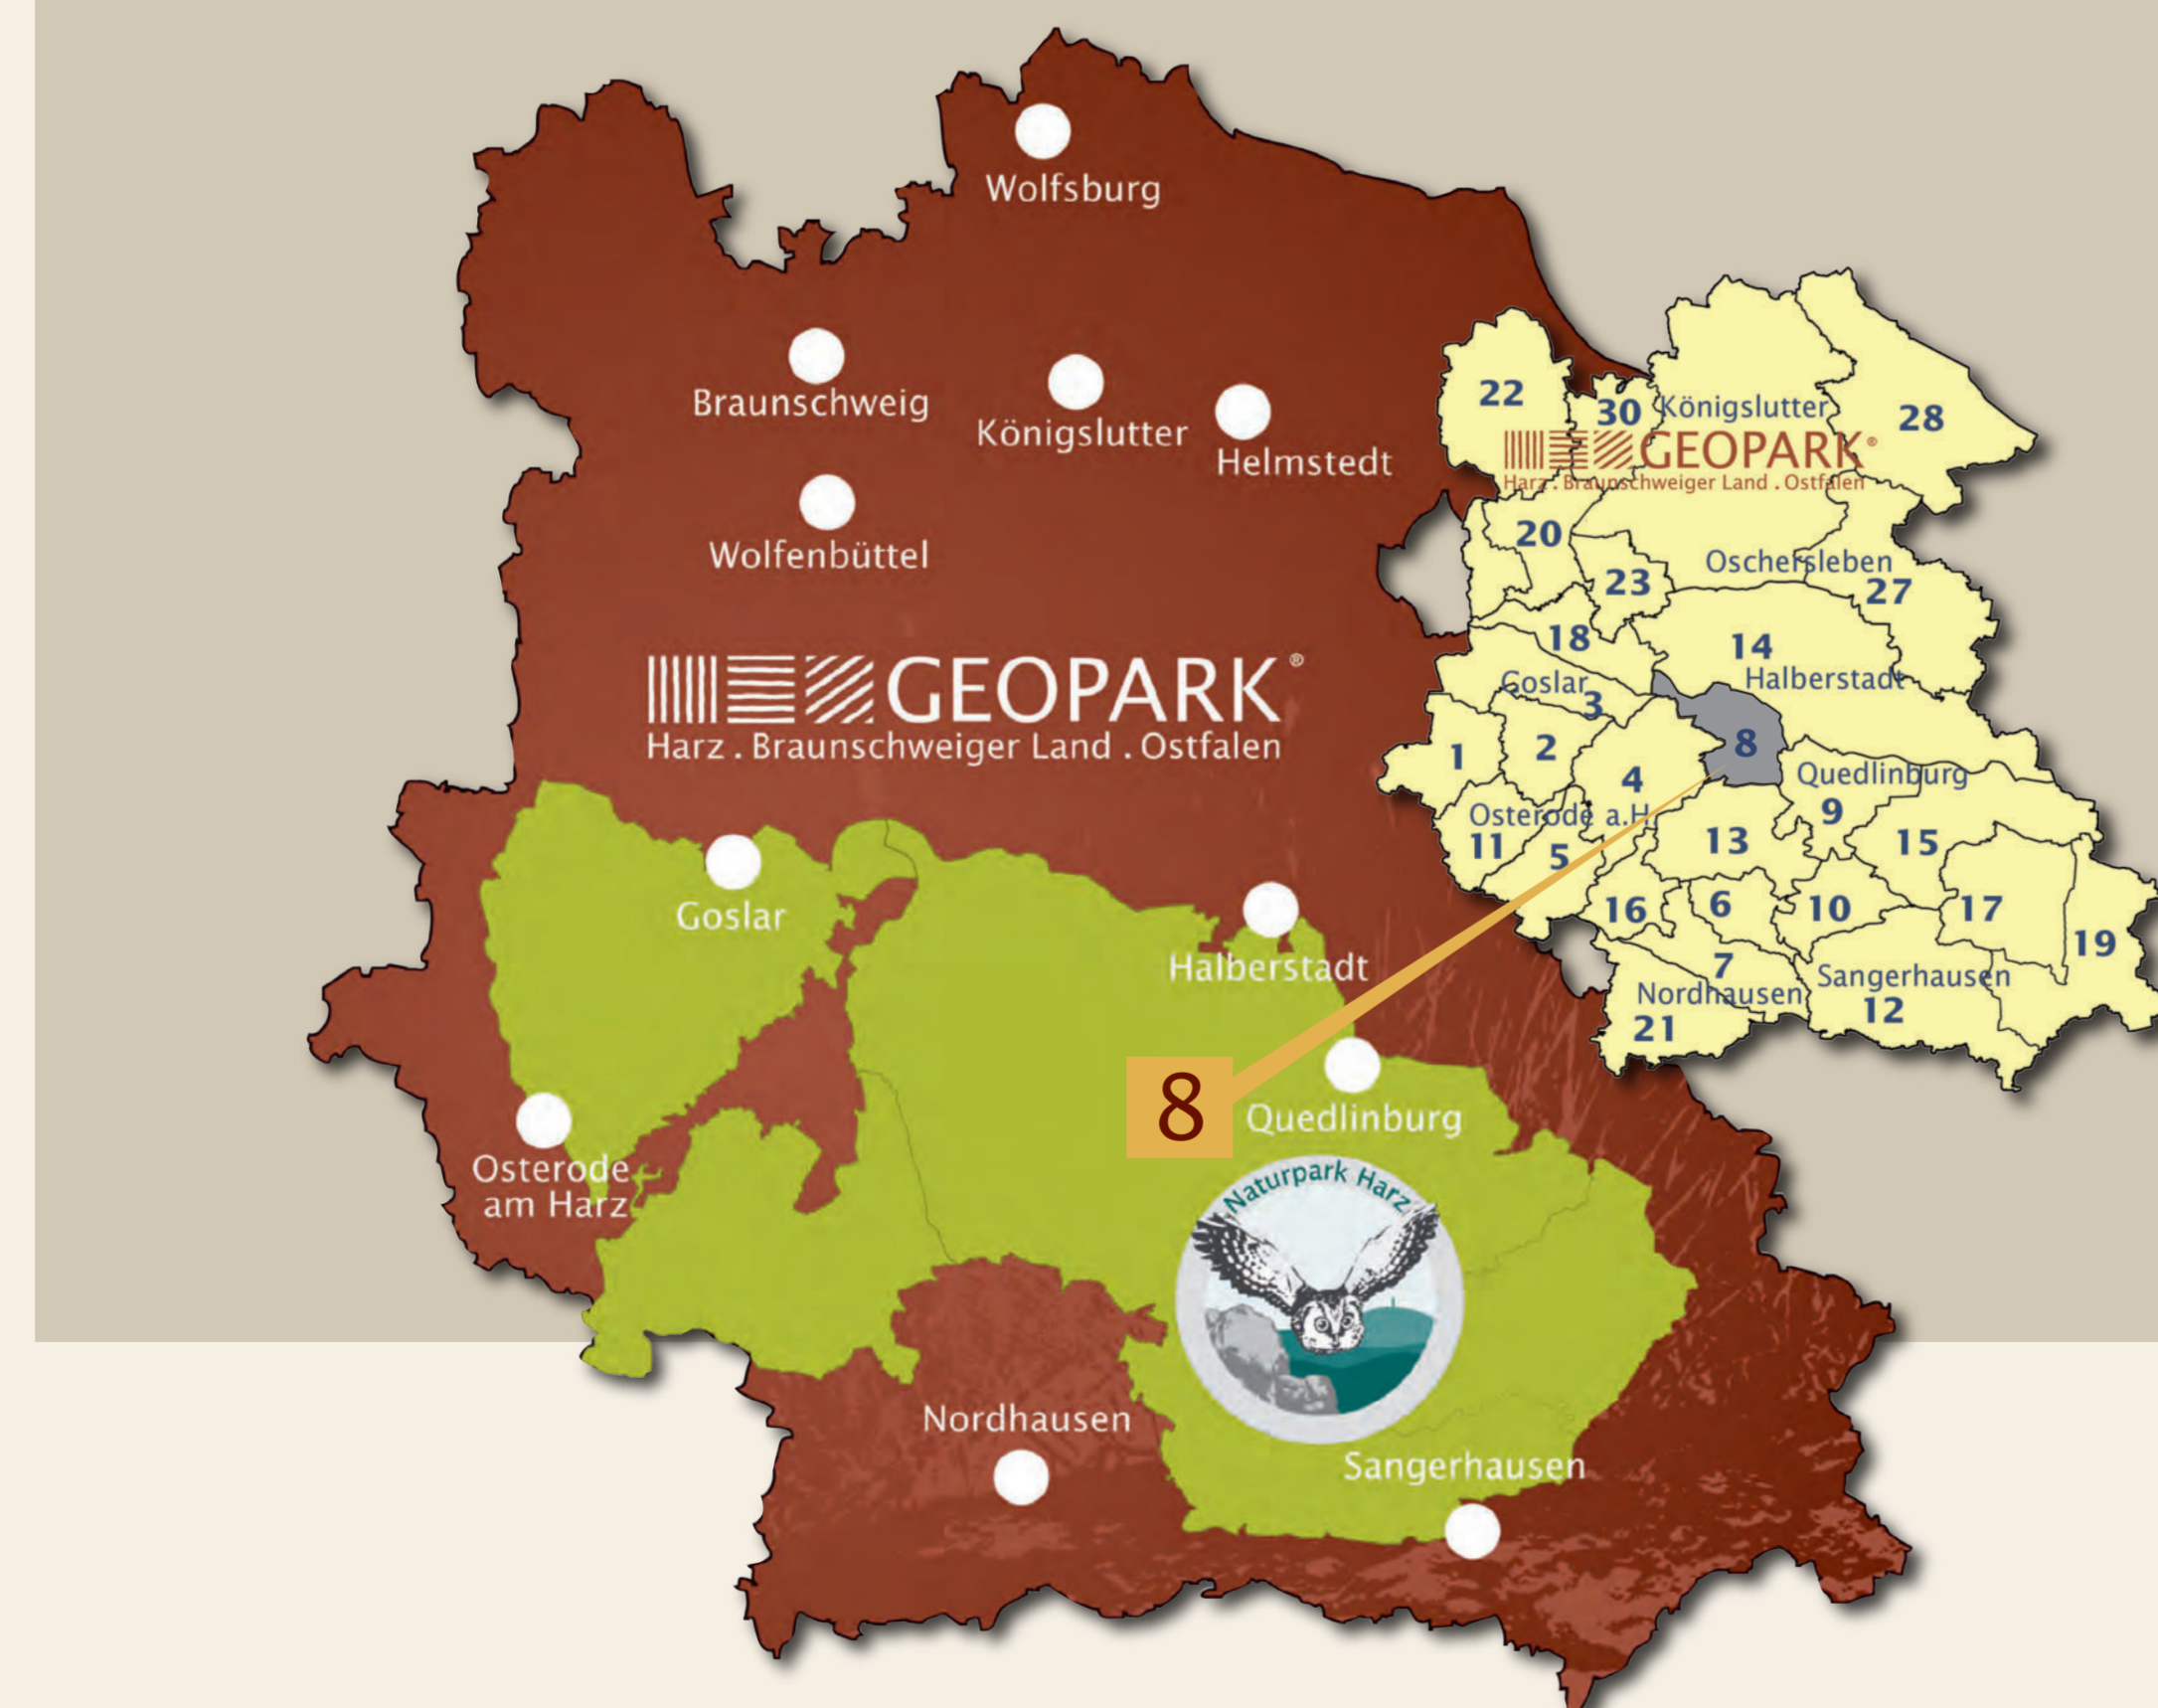 Wolfsburg
Braunschweig
Königslutter
Helmstedt
Wolfenbüttel
GEOPARK®
Harz . Braunschweiger Land . Ostfalen
Goslar
Halberstadt
8
Quedlinburg
Osterode
am Harz
Naturpark Harz
Nordhausen
Sangerhausen
22
30
Königslutter
28
GEOPARK®
Harz . Braunschweiger Land . Ostfalen
20
Oschersleben
23
27
18
14
Goslar
Halberstadt
3
8
1
2
4
Quedlinburg
Osterode a.H.
9
11
5
13
15
16
6
10
17
19
7
Sangerhausen
Nordhausen
12
21